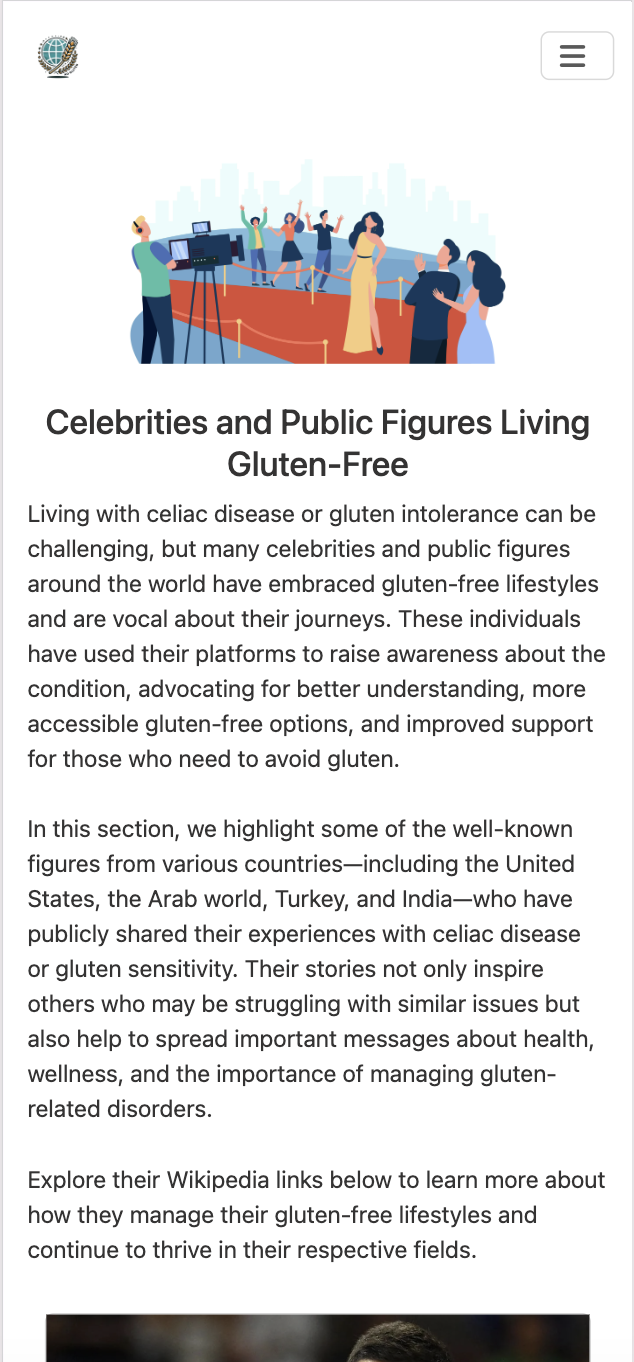 Celebrities and Public Figures Living
Gluten-Free
Living with celiac disease or gluten intolerance can be
challenging, but many celebrities and public figures
around the world have embraced gluten-free lifestyles
and are vocal about their journeys. These individuals
have used their platforms to raise awareness about the
condition, advocating for better understanding, more
accessible gluten-free options, and improved support
for those who need to avoid gluten.
In this section, we highlight some of the well-known
figures from various countries—including the United
States, the Arab world, Turkey, and India—who have
publicly shared their experiences with celiac disease
or gluten sensitivity. Their stories not only inspire
others who may be struggling with similar issues but
also help to spread important messages about health,
wellness, and the importance of managing gluten-
related disorders.
Explore their Wikipedia links below to learn more about
how they manage their gluten-free lifestyles and
continue to thrive in their respective fields.